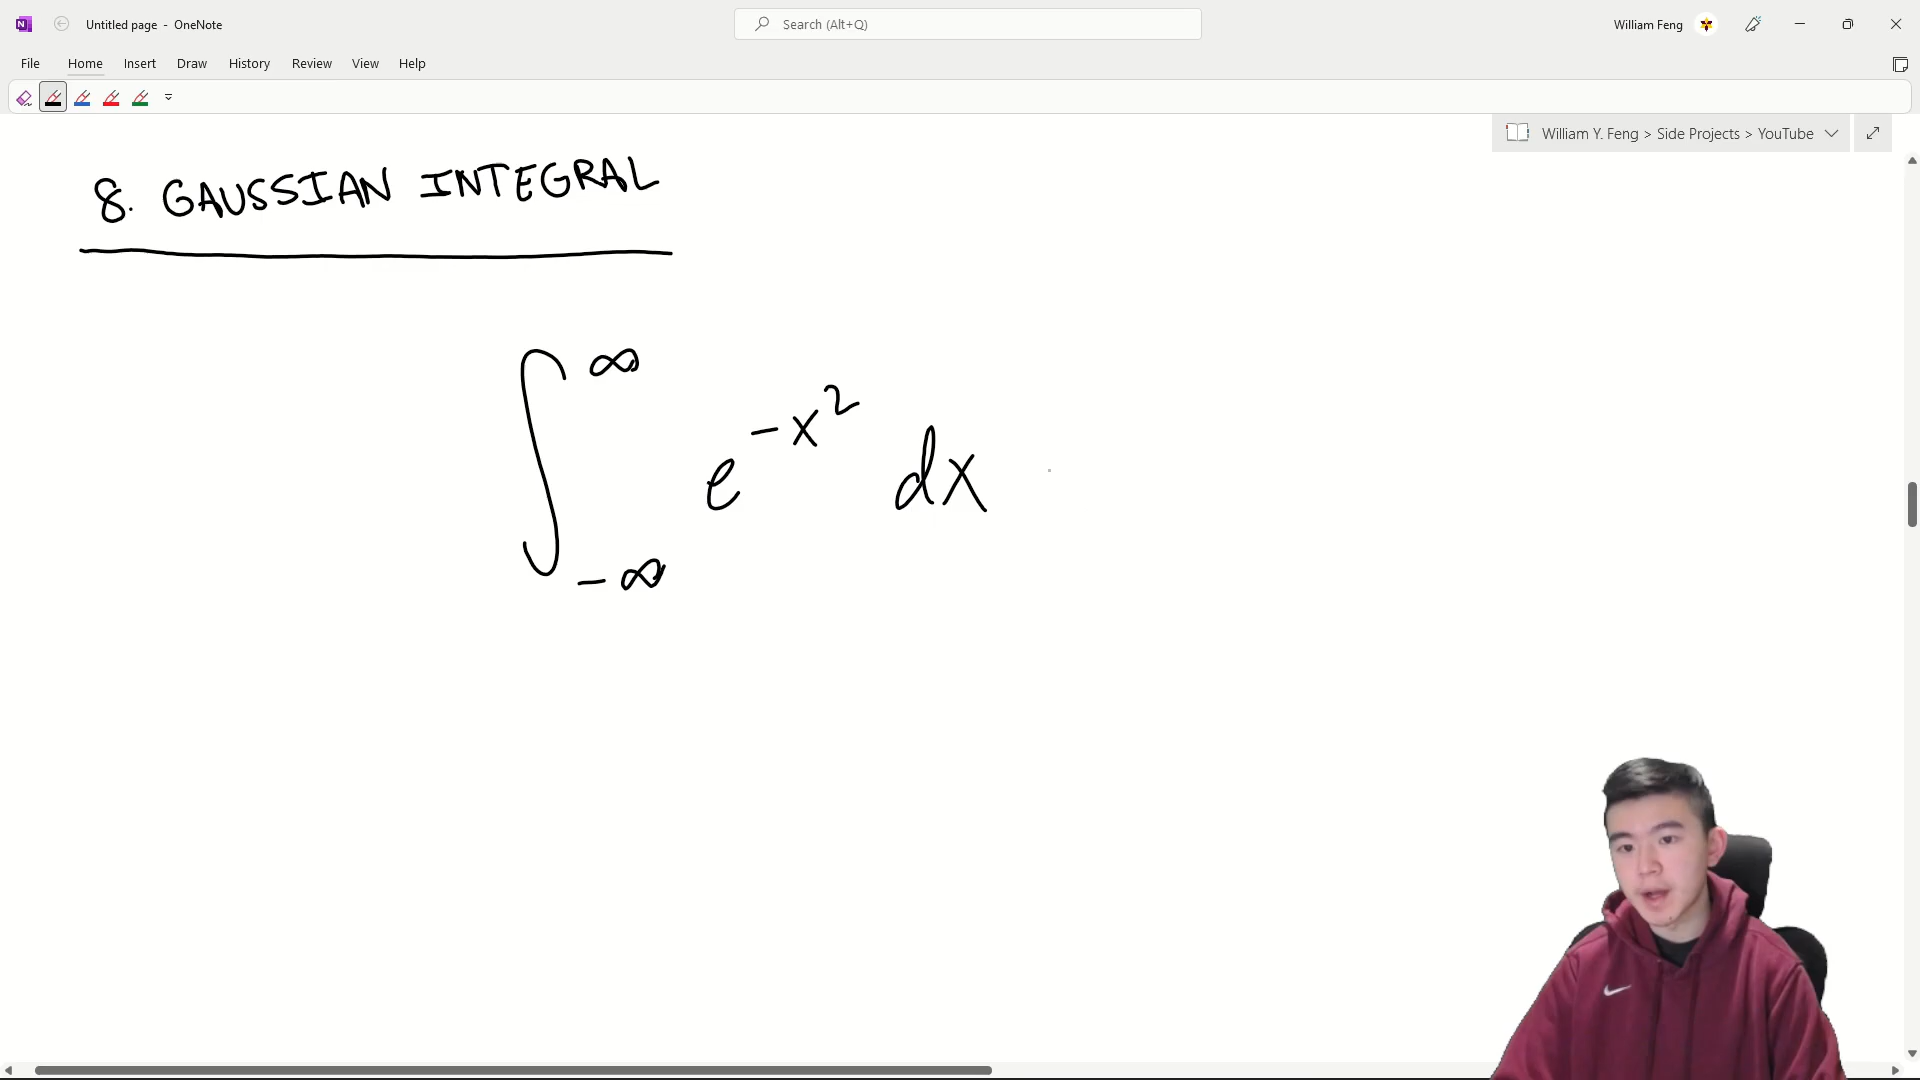 Untitled page - OneNote
Search (Alt+Q)
William Feng
File Home Insert Draw History Review View Help
William Y. Feng > Side Projects > YouTube
8. GAUSSIAN INTEGRAL
∫_{-∞}^{∞} e^{-x^2} dx